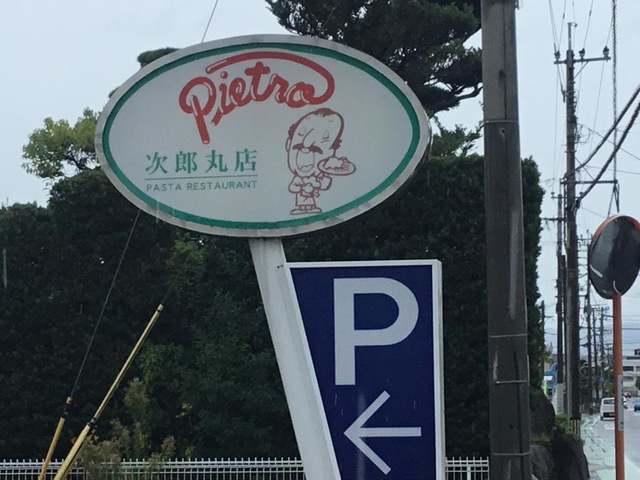 Pietro
次郎丸店
PASTA RESTAURANT
P
←